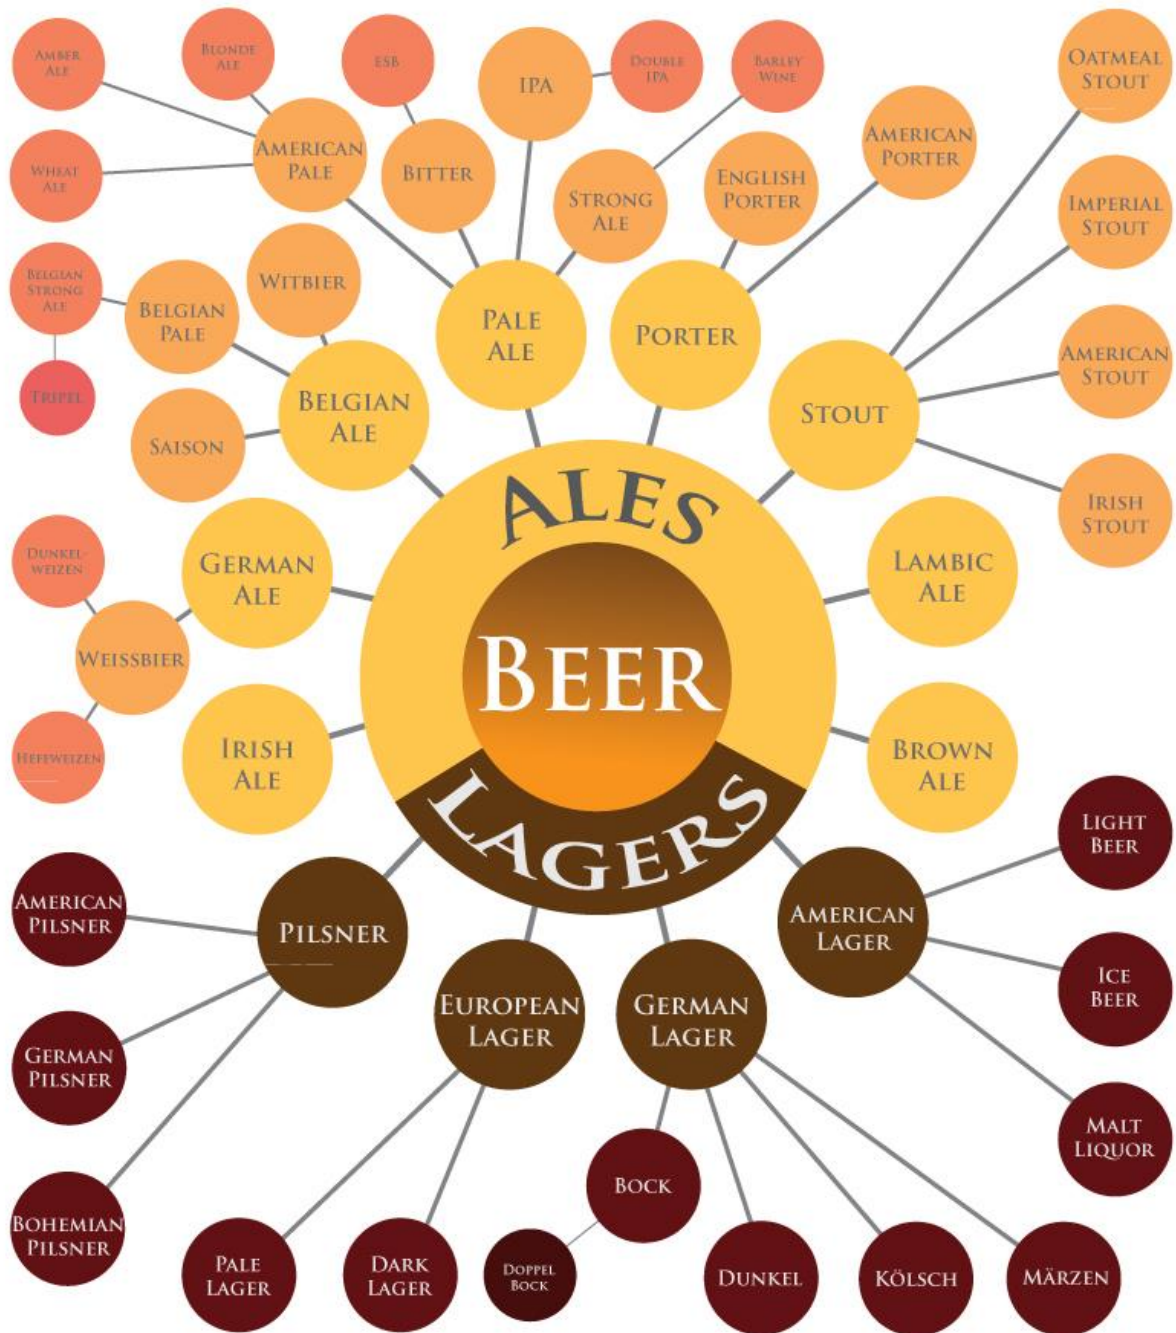 AMBER
ALE
BLONDE
ALE
ESB
IPA
DOUBLE
IPA
BARLEY
WINE
OATMEAL
STOUT
WHEAT
ALE
AMERICAN
PALE
BITTER
STRONG
ALE
ENGLISH
PORTER
AMERICAN
PORTER
IMPERIAL
STOUT
BELGIAN
STRONG
ALE
BELGIAN
PALE
WITBIER
PALE
ALE
PORTER
AMERICAN
STOUT
TRIPEL
SAISON
BELGIAN
ALE
STOUT
IRISH
STOUT
ALES
DUNKEL-
WEIZEN
GERMAN
ALE
LAMBIC
ALE
WEISSBIER
BEER
HEFEWEIZEN
IRISH
ALE
BROWN
ALE
LAGERS
LIGHT
BEER
AMERICAN
PILSNER
PILSNER
AMERICAN
LAGER
ICE
BEER
EUROPEAN
LAGER
GERMAN
LAGER
GERMAN
PILSNER
MALT
LIQUOR
BOHEMIAN
PILSNER
BOCK
PALE
LAGER
DARK
LAGER
DOPPEL
BOCK
DUNKEL
KÖLSCH
MÄRZEN